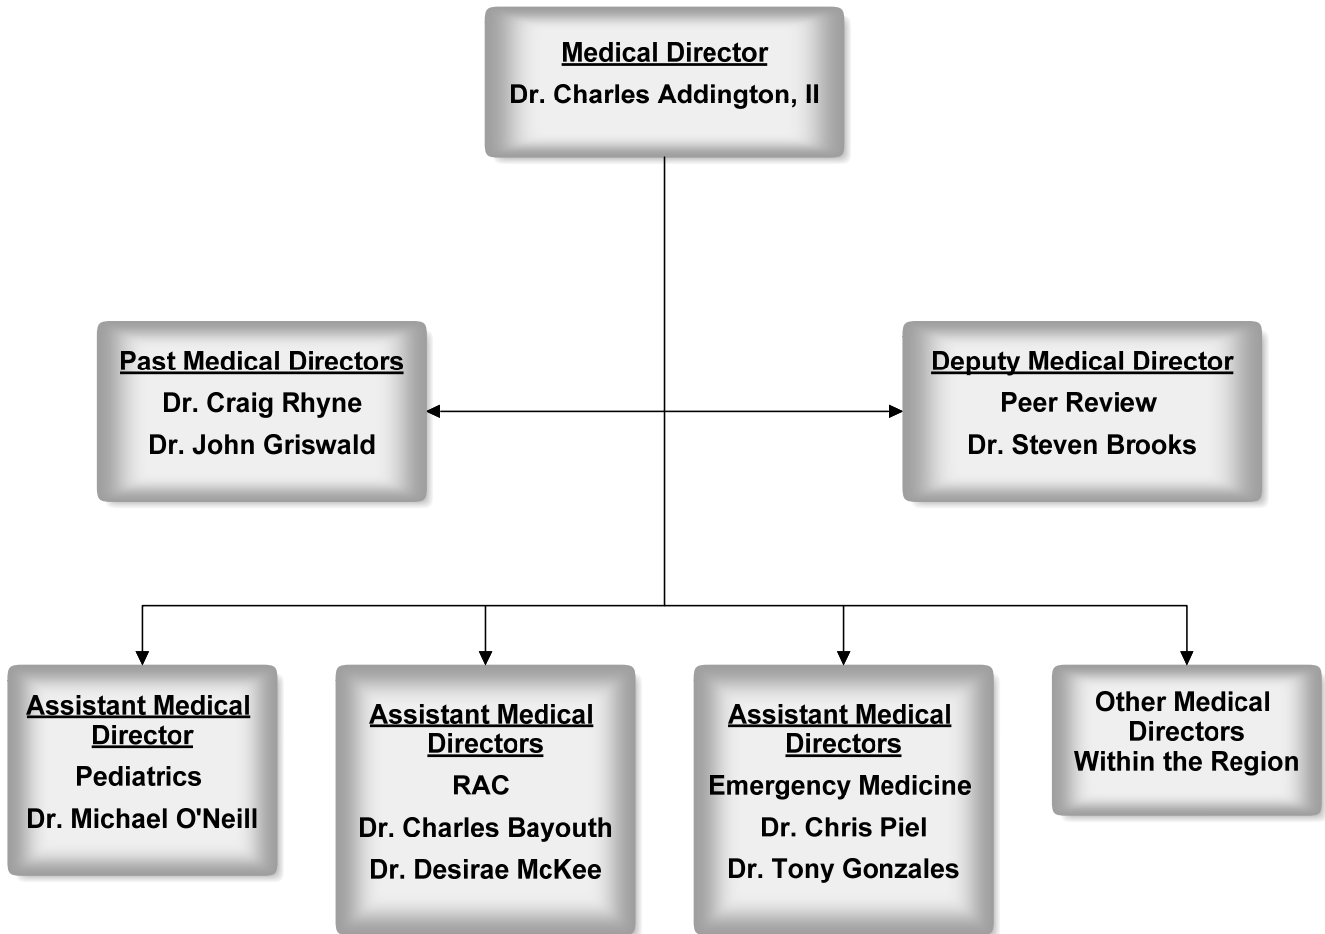 Medical Director
Dr. Charles Addington, II
Past Medical Directors
Dr. Craig Rhyne
Dr. John Griswald
Deputy Medical Director
Peer Review
Dr. Steven Brooks
Assistant Medical
Director
Pediatrics
Dr. Michael O'Neill
Assistant Medical
Directors
RAC
Dr. Charles Bayouth
Dr. Desirae McKee
Assistant Medical
Directors
Emergency Medicine
Dr. Chris Piel
Dr. Tony Gonzales
Other Medical
Directors
Within the Region